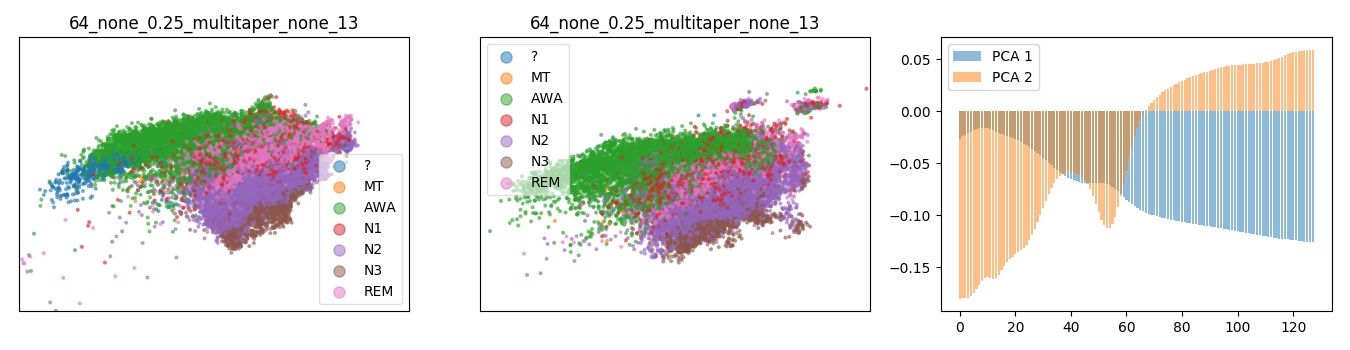 64_none_0.25_multitaper_none_13
?
MT
AWA
N1
N2
N3
REM
64_none_0.25_multitaper_none_13
?
MT
AWA
N1
N2
N3
REM
PCA 1
PCA 2
0.05
0.00
−0.05
−0.10
−0.15
0
20
40
60
80
100
120